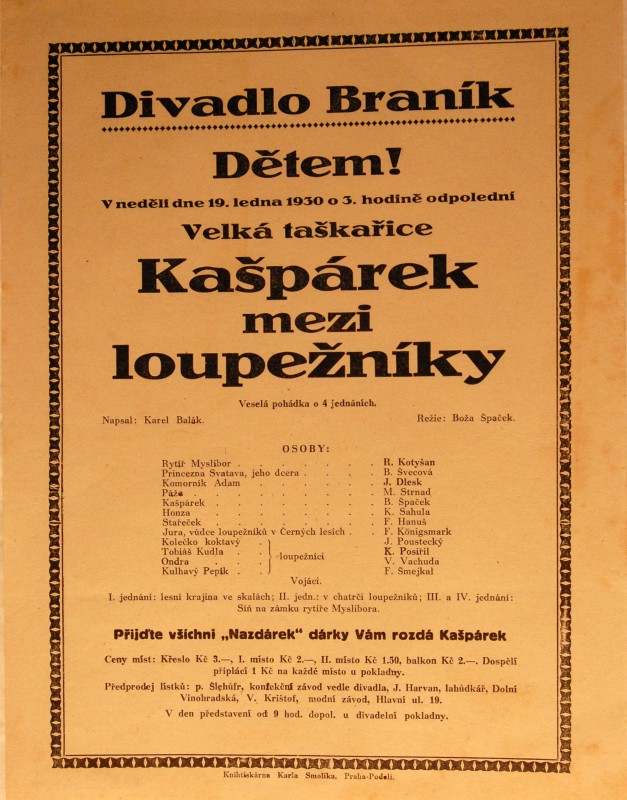 Divadlo Braník
Dětem!
V neděli dne 19. ledna 1930 o 3. hodině odpolední
Velká taškařice
Kašpárek
mezi
loupežníky
Veselá pohádka o 4 jednáních.
Napsal: Karel Balák. Režie: Boža Špaček.
OSOBY:
Rytíř Myslibor . . . . . . . R. Kotyšan
Princezna Svatava, jeho dcera . . . . B. Švecová
Komorník Adam . . . . . . J. Dlesk
Páže . . . . . . . . . M. Strnad
Kašpárek . . . . . . . . B. Špaček
Honza . . . . . . . . K. Sahula
Stařeček . . . . . . . . F. Hanuš
Jura, vůdce loupežníků v Černých lesích . . F. Königsmark
Kolečko koktavý . J. Poustecký
Tobiáš Kudla . . loupežníci K. Pospíšil
Ondra . . . V. Vachuda
Kulhavý Pepík . . F. Smejkal
Vojáci.
I. jednání: lesní krajina ve skalách; II. jedn.: v chatrči loupežníků; III. a IV. jednání:
Síň na zámku rytíře Myslibora.
Přijďte všichni „Nazdárek" dárky Vám rozdá Kašpárek
Ceny míst: Křeslo Kč 3.—, I. místo Kč 2.—, II. místo Kč 1.50, balkon Kč 2.—. Dospělí
připlácí 1 Kč na každé místo u pokladny.
Předprodej lístků: p. Slehúfr, konfekční závod vedle divadla, J. Harvan, lahůdkář, Dolní
Vinohradská, V. Krištof, modní závod, Hlavní ul. 19.
V den představení od 9 hod. dopol. u divadelní pokladny.
Knihtiskárna Karla Smolíka, Praha-Podolí.